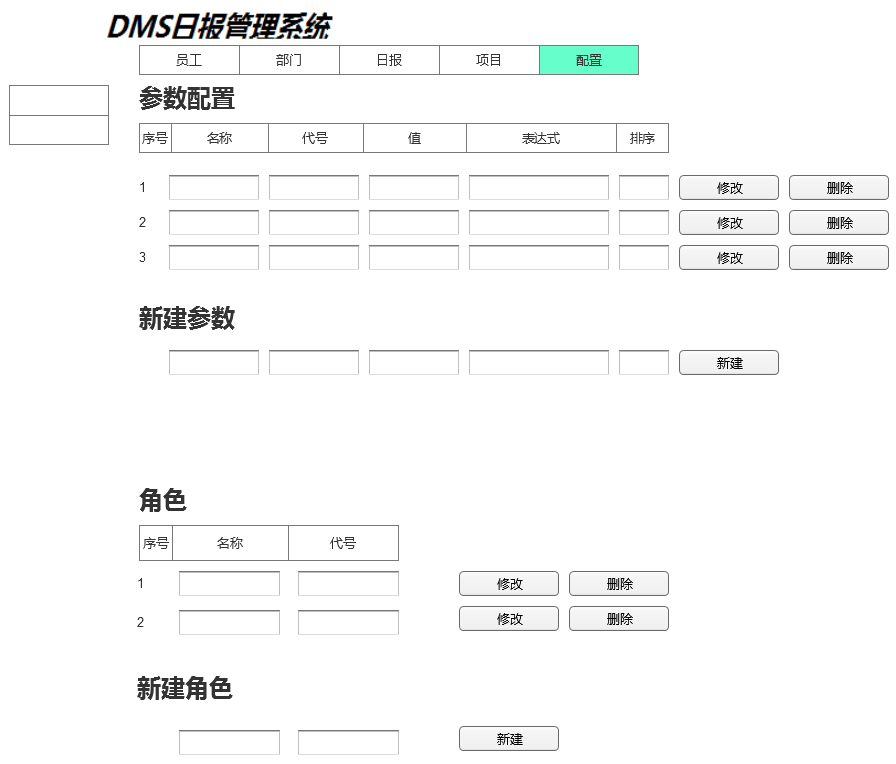 DMS日报管理系统
员工 部门 日报 项目 配置
参数配置
序号 名称 代号 值 表达式 排序
1 修改 删除
2 修改 删除
3 修改 删除
新建参数
新建
角色
序号 名称 代号
1 修改 删除
2 修改 删除
新建角色
新建